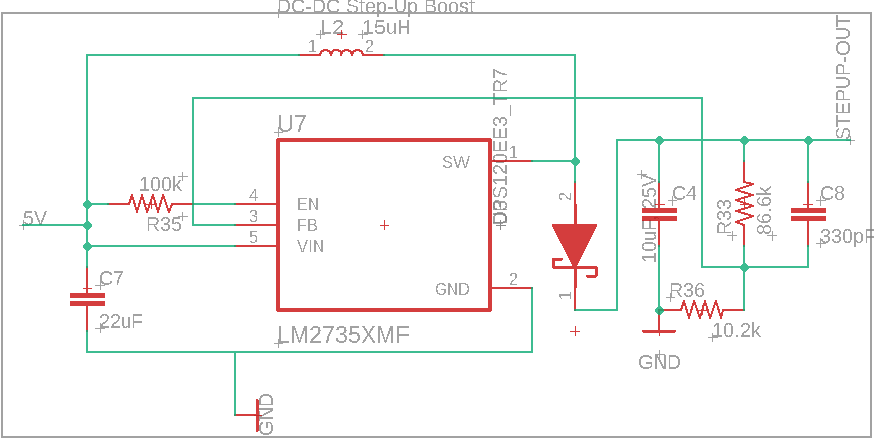 DC-DC Step-Up Boost
L2
15uH
1
2
STEPUP-OUT
U7
SW
1
100k
R35
4
EN
3
FB
5
VIN
5V
GND
2
C7
22uF
LM2735XMF
GND
2
1
C4
10uF 25V
R33
86.6k
C8
330pF
R36
10.2k
GND